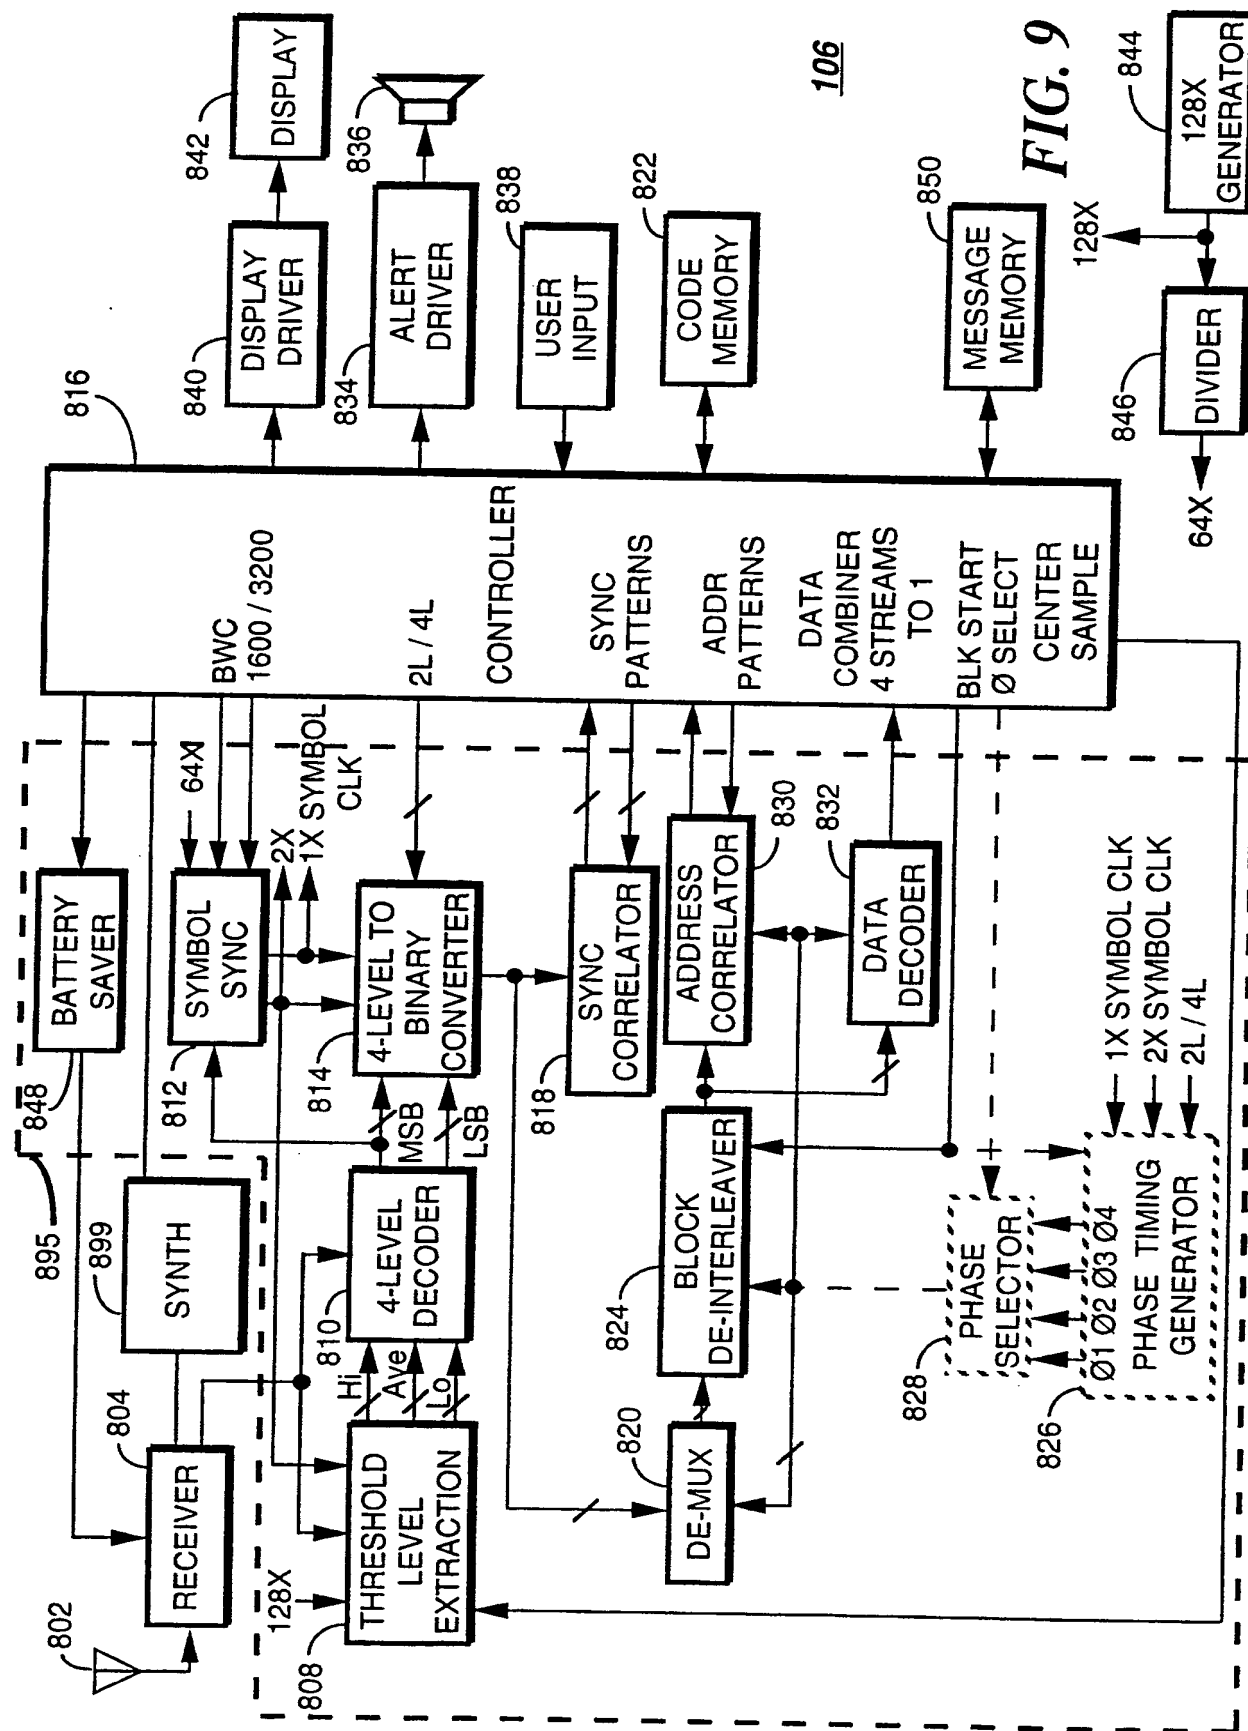 802
804
RECEIVER
899
SYNTH
895
848
BATTERY
SAVER
812
SYMBOL
SYNC
64X
BWC
1600 / 3200
2X
1X SYMBOL
CLK
816
840
DISPLAY
DRIVER
842
DISPLAY
128X
808
THRESHOLD
LEVEL
EXTRACTION
Hi
Ave
Lo
810
4-LEVEL
DECODER
MSB
LSB
814
4-LEVEL TO
BINARY
CONVERTER
2L / 4L
CONTROLLER
834
ALERT
DRIVER
836
838
USER
INPUT
818
SYNC
CORRELATOR
SYNC
PATTERNS
822
CODE
MEMORY
820
DE-MUX
824
BLOCK
DE-INTERLEAVER
ADDRESS
CORRELATOR
830
ADDR
PATTERNS
832
DATA
DECODER
DATA
COMBINER
4 STREAMS
TO 1
BLK START
Ø SELECT
CENTER
SAMPLE
850
MESSAGE
MEMORY
828
PHASE
SELECTOR
826
Ø1 Ø2 Ø3 Ø4
PHASE TIMING
GENERATOR
1X SYMBOL CLK
2X SYMBOL CLK
2L / 4L
106
FIG. 9
64X
846
DIVIDER
128X
844
128X
GENERATOR